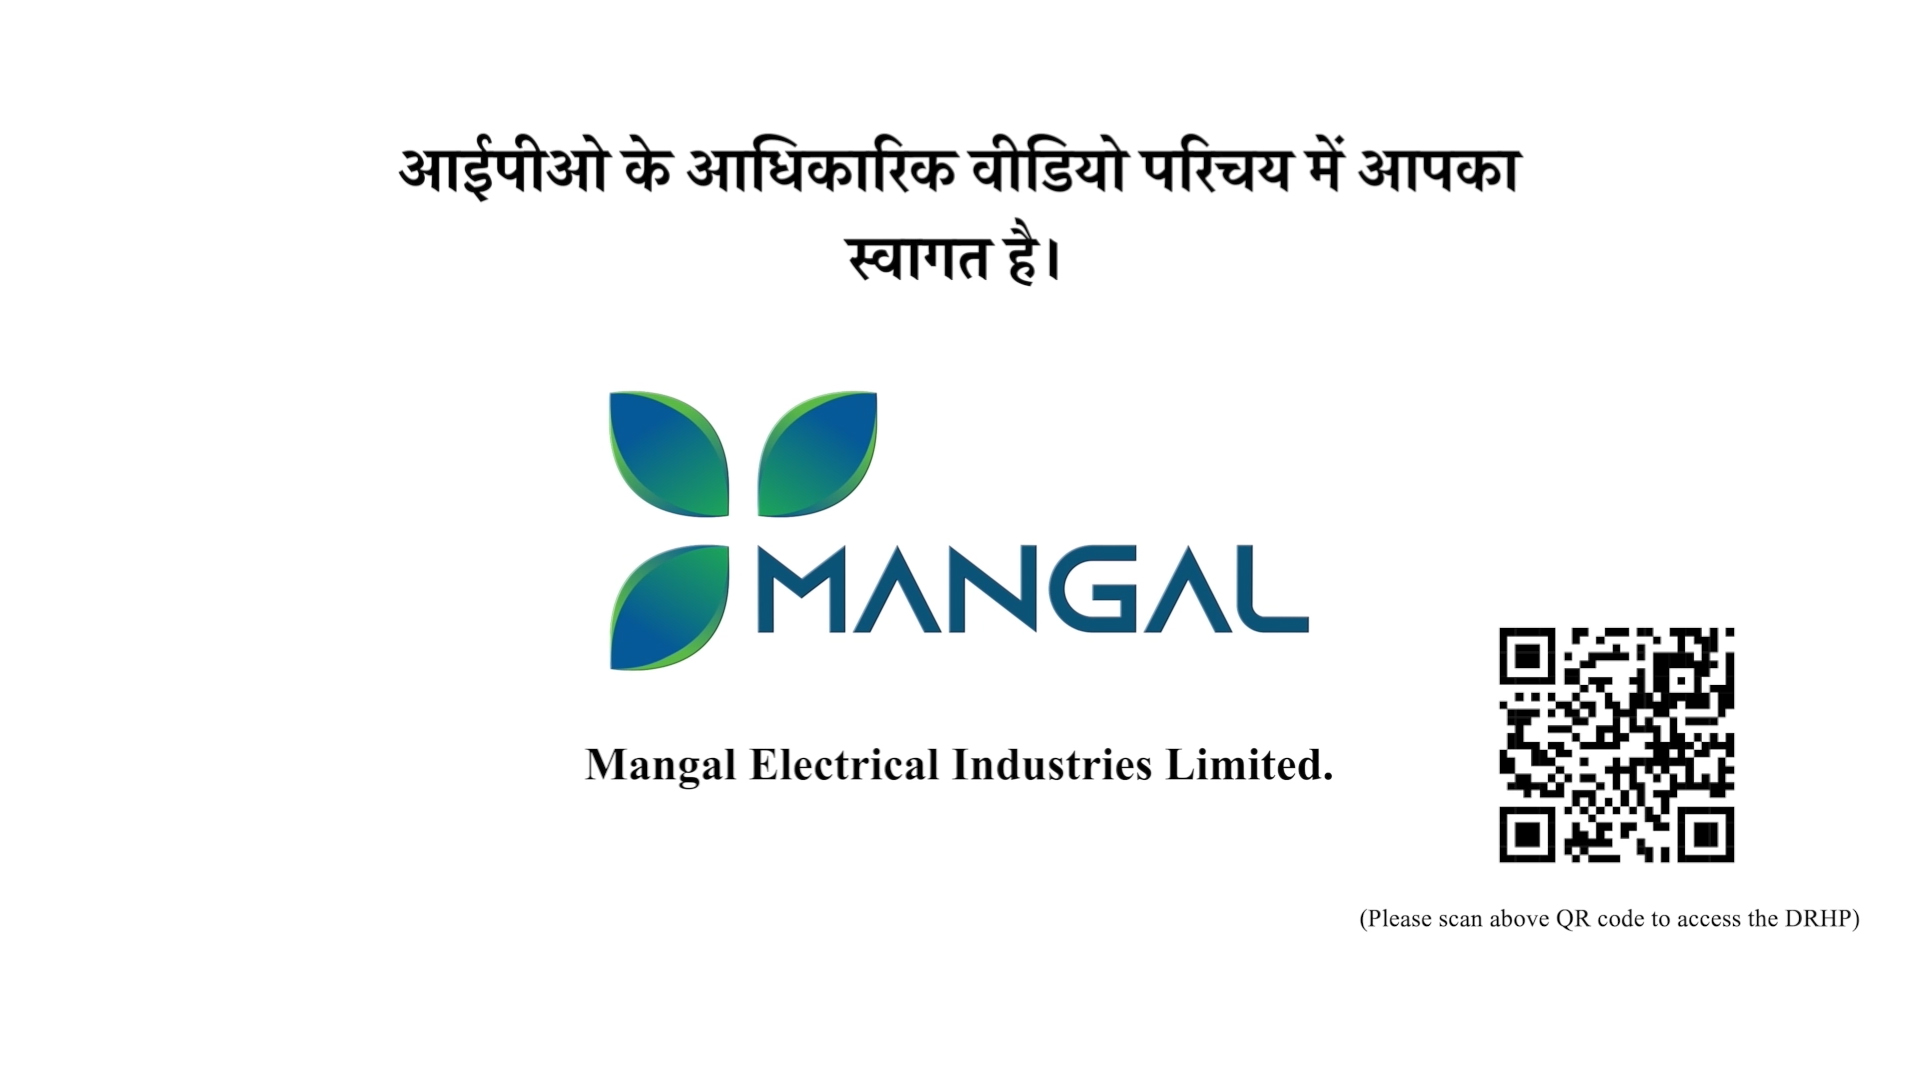 आईपीओ के आधिकारिक वीडियो परिचय में आपका
स्वागत है।
MANGAL
Mangal Electrical Industries Limited.
(Please scan above QR code to access the DRHP)